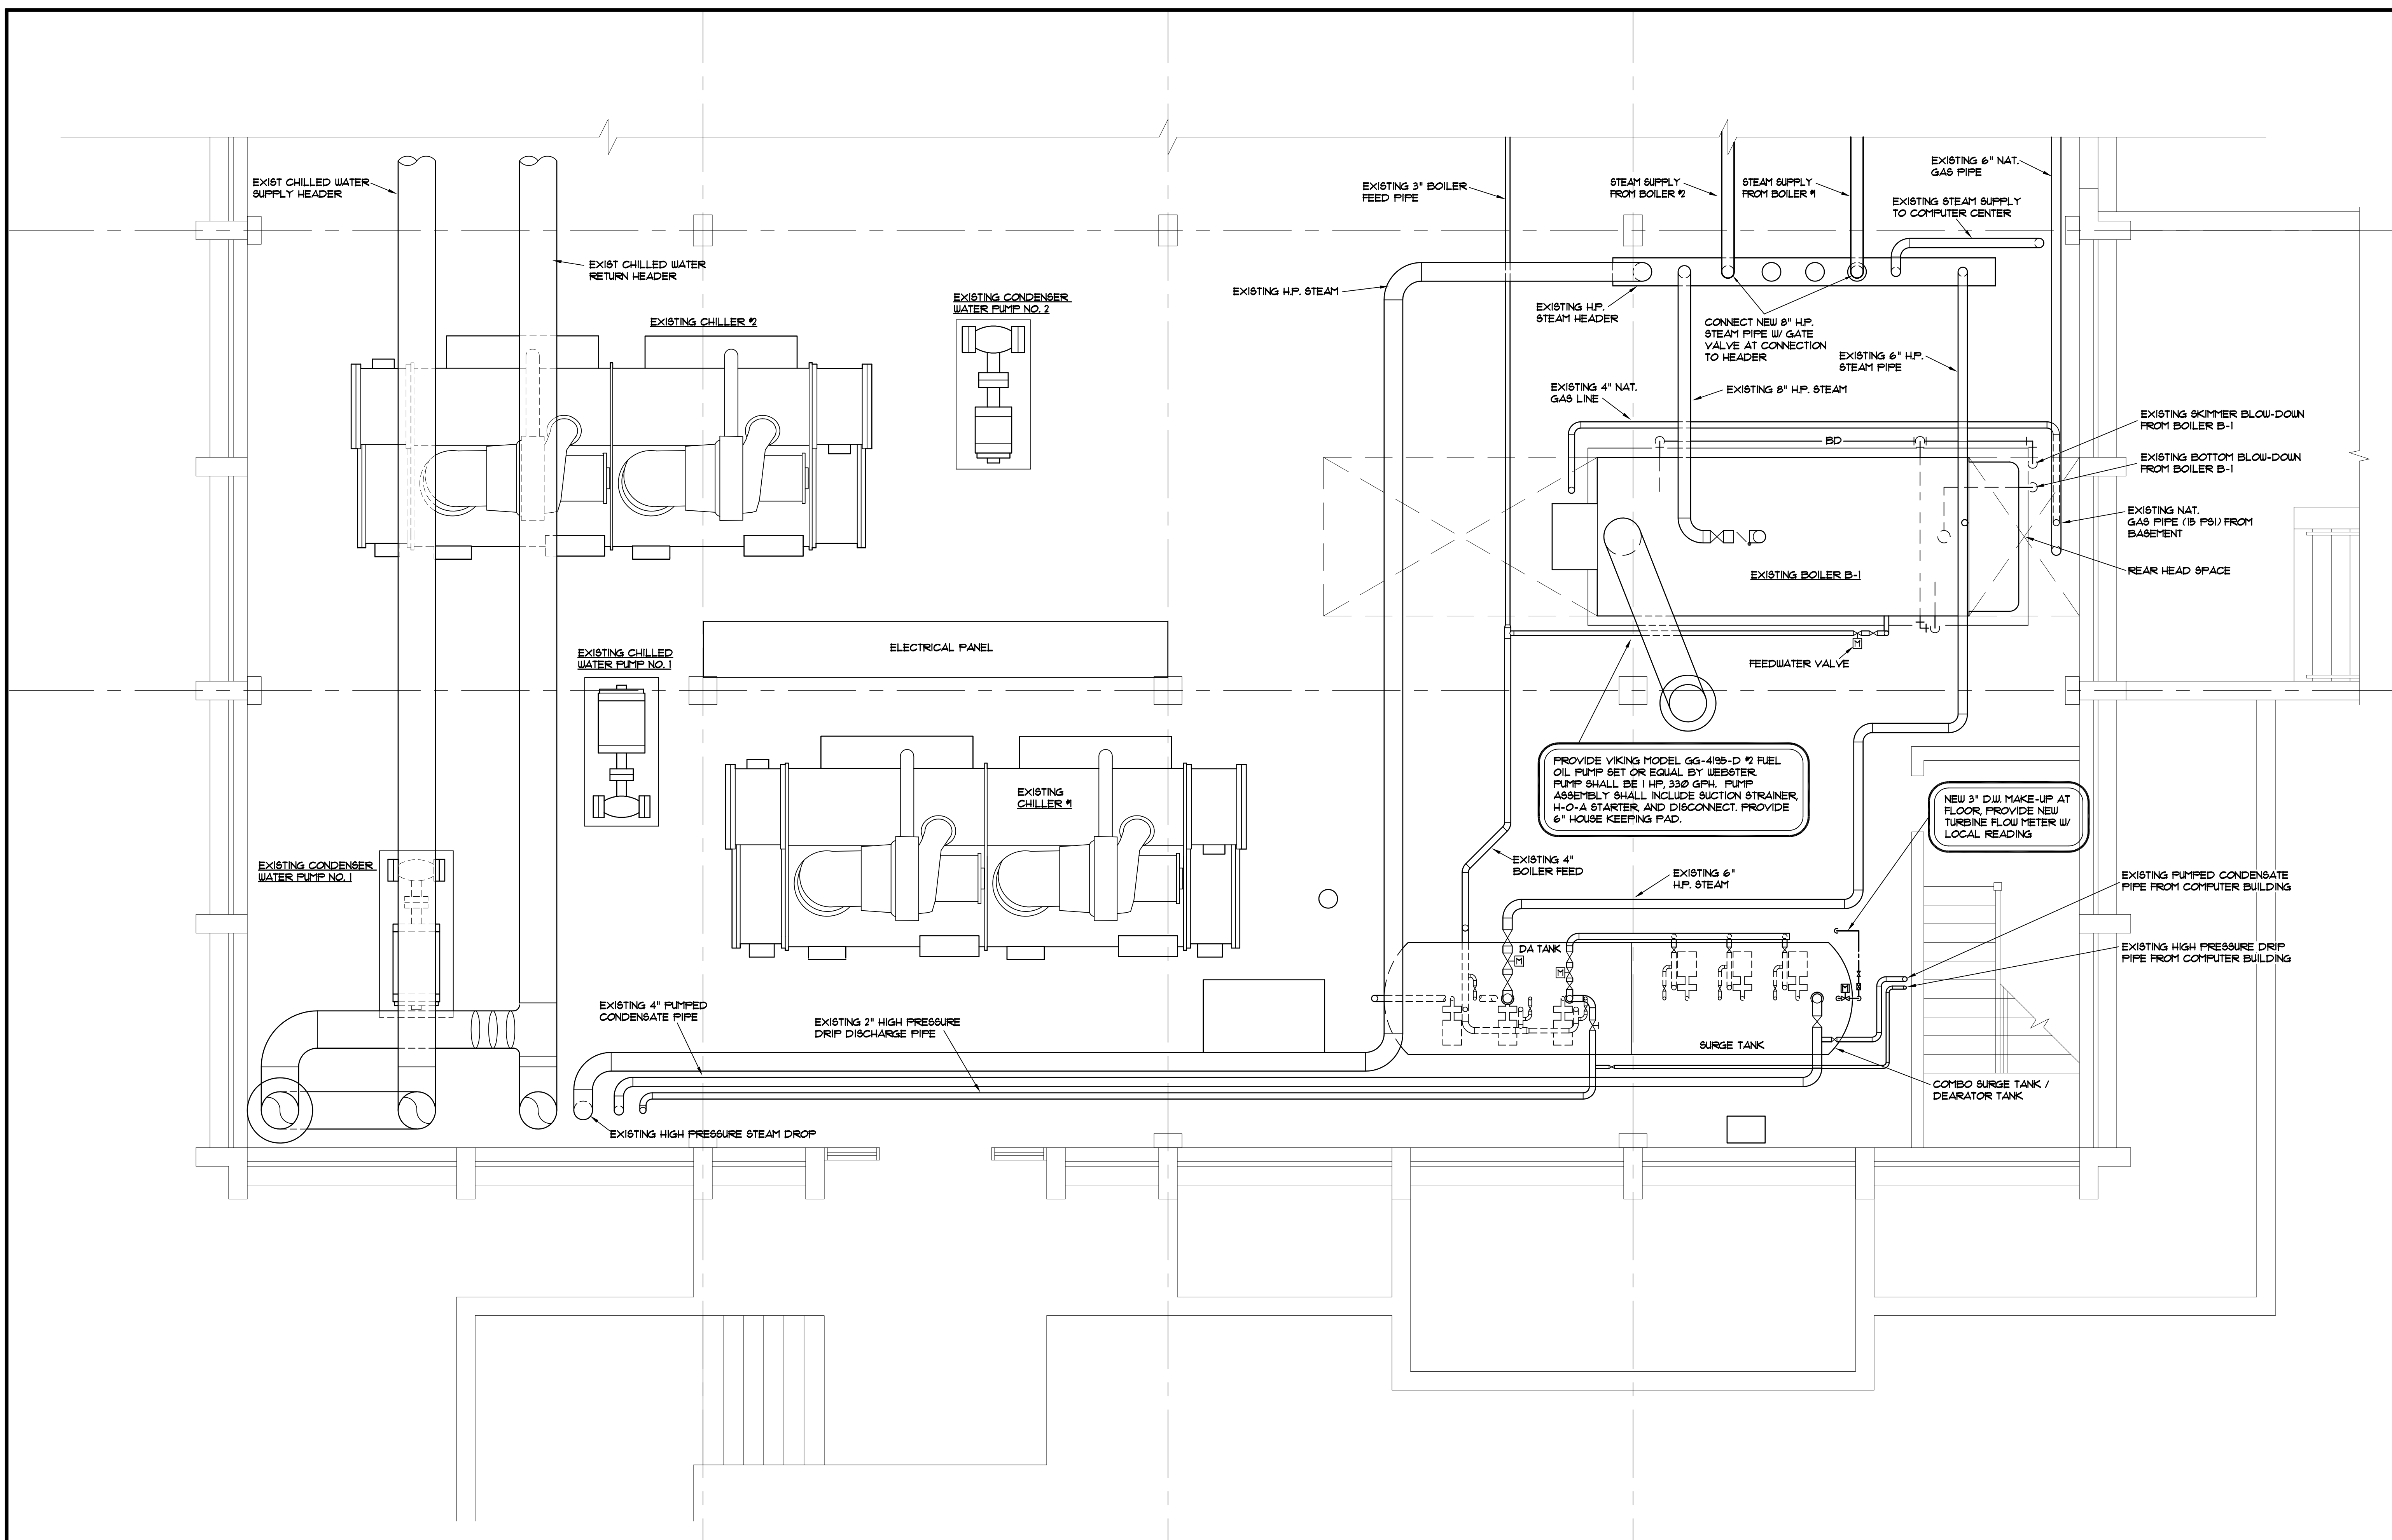 EXIST CHILLED WATER
SUPPLY HEADER
EXIST CHILLED WATER
RETURN HEADER
EXISTING CHILLER #2
EXISTING CONDENSER
WATER PUMP NO. 2
EXISTING 3" BOILER
FEED PIPE
STEAM SUPPLY
FROM BOILER #2
STEAM SUPPLY
FROM BOILER #1
EXISTING 6" NAT.
GAS PIPE
EXISTING STEAM SUPPLY
TO COMPUTER CENTER
EXISTING H.P. STEAM
EXISTING H.P.
STEAM HEADER
CONNECT NEW 8" H.P.
STEAM PIPE W/ GATE
VALVE AT CONNECTION
TO HEADER
EXISTING 6" H.P.
STEAM PIPE
EXISTING 4" NAT.
GAS LINE
EXISTING 8" H.P. STEAM
BD
EXISTING SKIMMER BLOW-DOWN
FROM BOILER B-1
EXISTING BOTTOM BLOW-DOWN
FROM BOILER B-1
EXISTING NAT.
GAS PIPE (15 PSI) FROM
BASEMENT
REAR HEAD SPACE
EXISTING BOILER B-1
ELECTRICAL PANEL
EXISTING CHILLED
WATER PUMP NO. 1
FEEDWATER VALVE
M
PROVIDE VIKING MODEL GG-4195-D #2 FUEL
OIL PUMP SET OR EQUAL BY WEBSTER.
PUMP SHALL BE 1 HP, 330 GPH. PUMP
ASSEMBLY SHALL INCLUDE SUCTION STRAINER,
H-O-A STARTER, AND DISCONNECT. PROVIDE
6" HOUSE KEEPING PAD.
EXISTING
CHILLER #1
NEW 3" D.W. MAKE-UP AT
FLOOR, PROVIDE NEW
TURBINE FLOW METER W/
LOCAL READING
EXISTING CONDENSER
WATER PUMP NO. 1
EXISTING 4"
BOILER FEED
EXISTING 6"
H.P. STEAM
EXISTING PUMPED CONDENSATE
PIPE FROM COMPUTER BUILDING
EXISTING HIGH PRESSURE DRIP
PIPE FROM COMPUTER BUILDING
DA TANK
M
M
M
SURGE TANK
EXISTING 4" PUMPED
CONDENSATE PIPE
EXISTING 2" HIGH PRESSURE
DRIP DISCHARGE PIPE
COMBO SURGE TANK /
DEARATOR TANK
EXISTING HIGH PRESSURE STEAM DROP